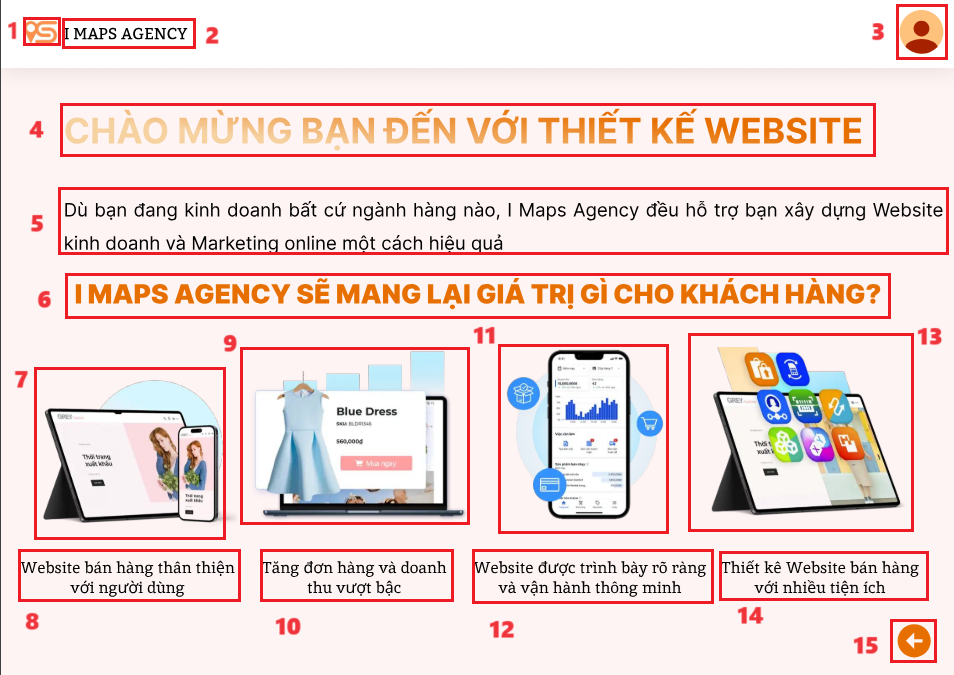 1
I MAPS AGENCY
2
3
4
CHÀO MỪNG BẠN ĐẾN VỚI THIẾT KẾ WEBSITE
5
Dù bạn đang kinh doanh bất cứ ngành hàng nào, I Maps Agency đều hỗ trợ bạn xây dựng Website
kinh doanh và Marketing online một cách hiệu quả
6
I MAPS AGENCY SẼ MANG LẠI GIÁ TRỊ GÌ CHO KHÁCH HÀNG?
7
GREY
Thời trang
xuất khẩu
Thời trang
xuất khẩu
9
Blue Dress
SKU: BLDR1346
560,000đ
Mua ngay
11
13
GREY
Website bán hàng thân thiện
với người dùng
8
Tăng đơn hàng và doanh
thu vượt bậc
10
Website được trình bày rõ ràng
và vận hành thông minh
12
Thiết kê Website bán hàng
với nhiều tiện ích
14
15